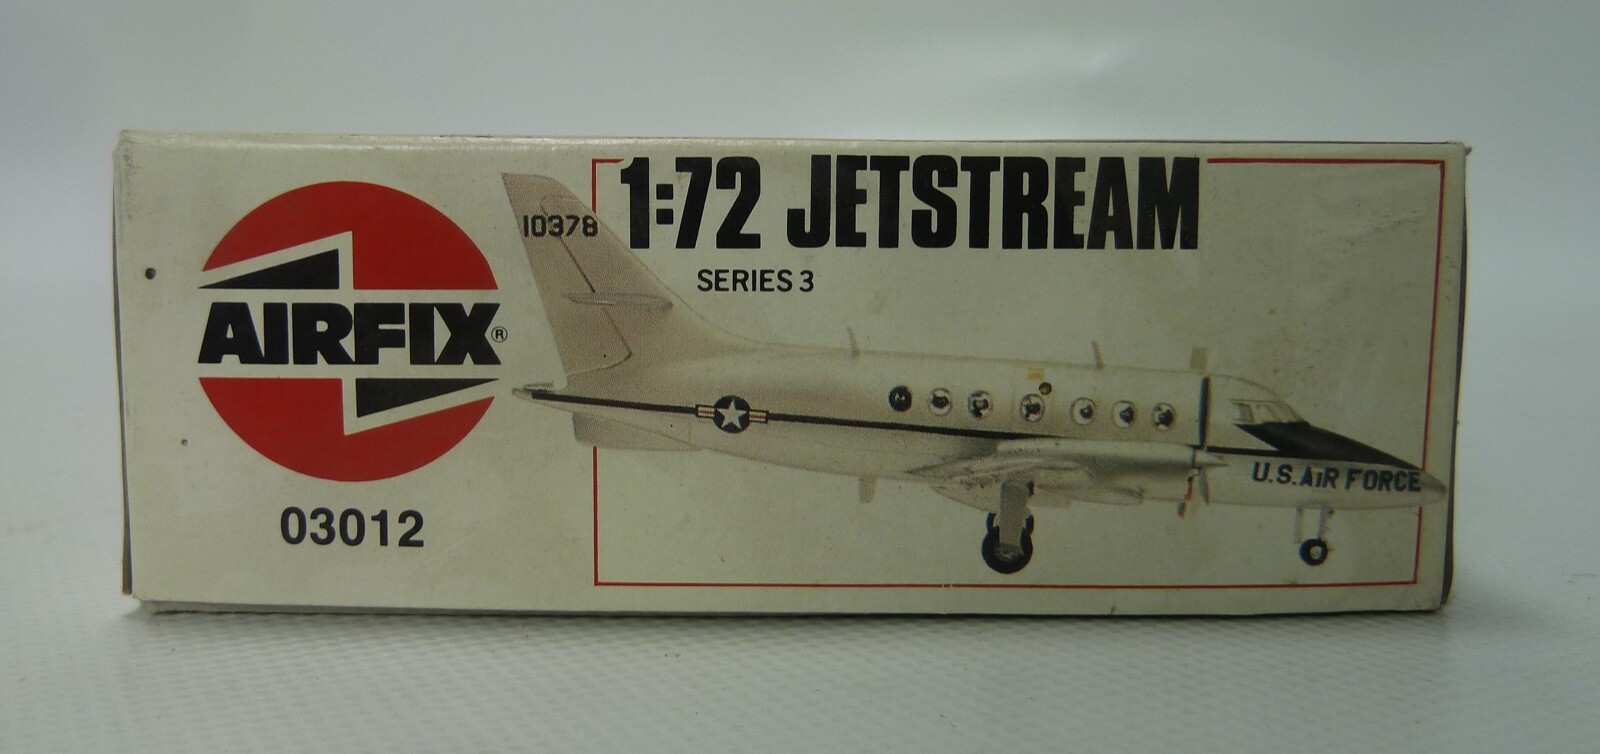 AIRFIX®
03012
1:72 JETSTREAM
SERIES 3
10378
U.S. AIR FORCE